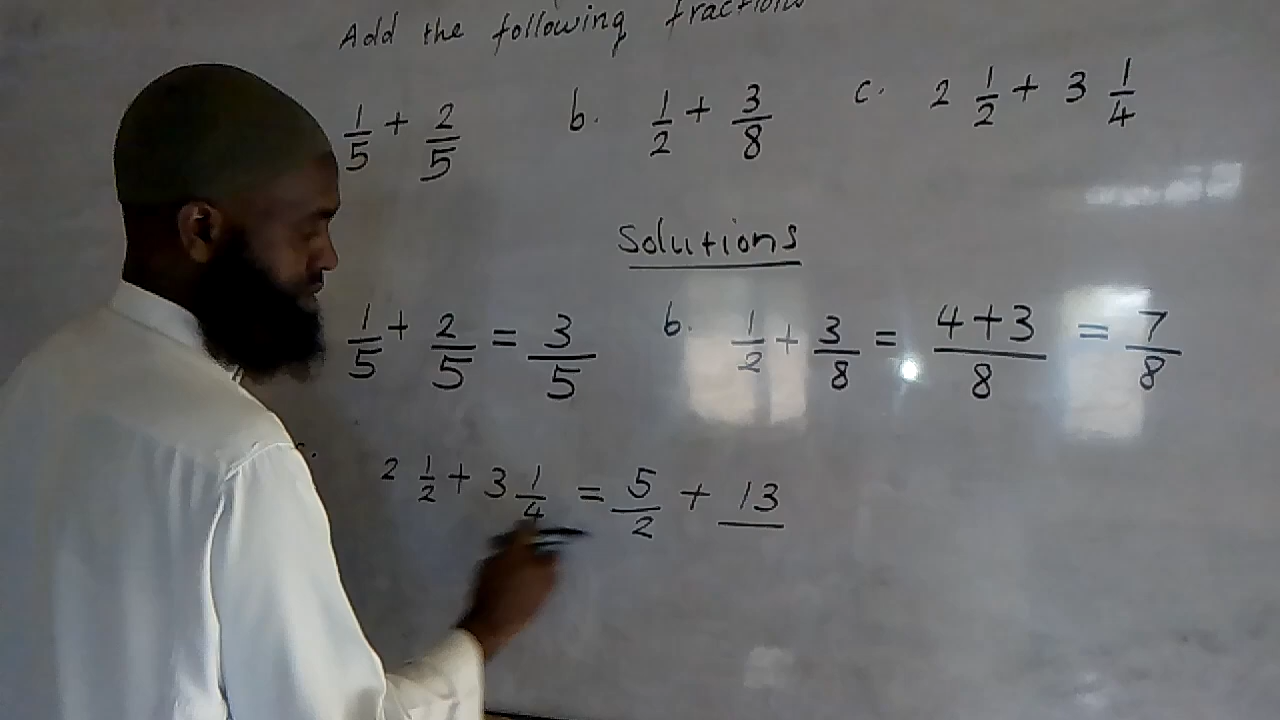 Add the following fractions
1/5 + 2/5 b. 1/2 + 3/8 c. 2 1/2 + 3 1/4
Solutions
1/5 + 2/5 = 3/5 b. 1/2 + 3/8 = 4+3/8 = 7/8
2 1/2 + 3 1/4 = 5/2 + 13